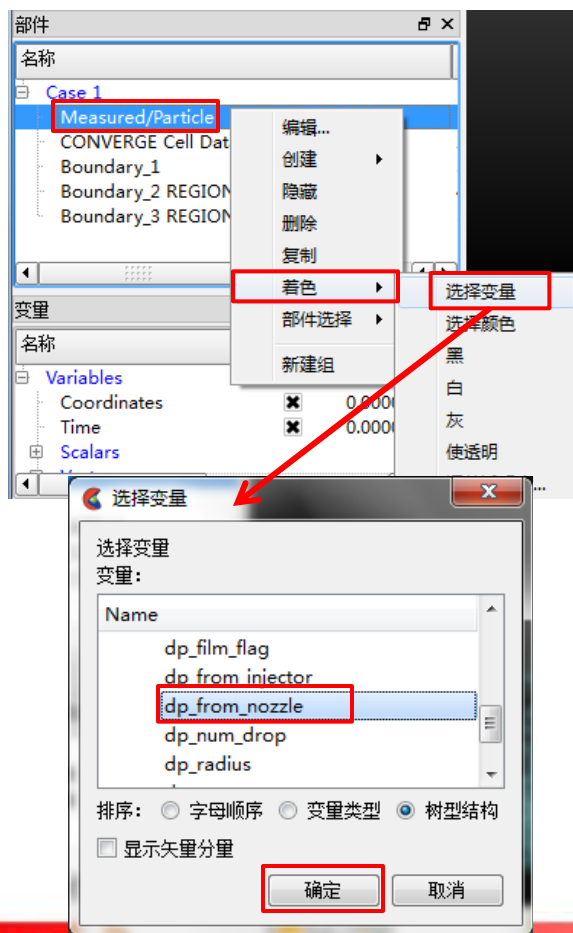 部件
名称
Case 1
Measured/Particle
CONVERGE Cell Dat
Boundary_1
Boundary_2 REGION
Boundary_3 REGION
编辑...
创建
隐藏
删除
复制
着色
部件选择
新建组
选择变量
选择颜色
黑
白
灰
使透明
变量
名称
Variables
Coordinates 0.000
Time 0.000
Scalars
选择变量
选择变量
变量:
Name
dp_film_flag
dp_from_injector
dp_from_nozzle
dp_num_drop
dp_radius
排序: 字母顺序 变量类型 树型结构
显示矢量分量
确定 取消